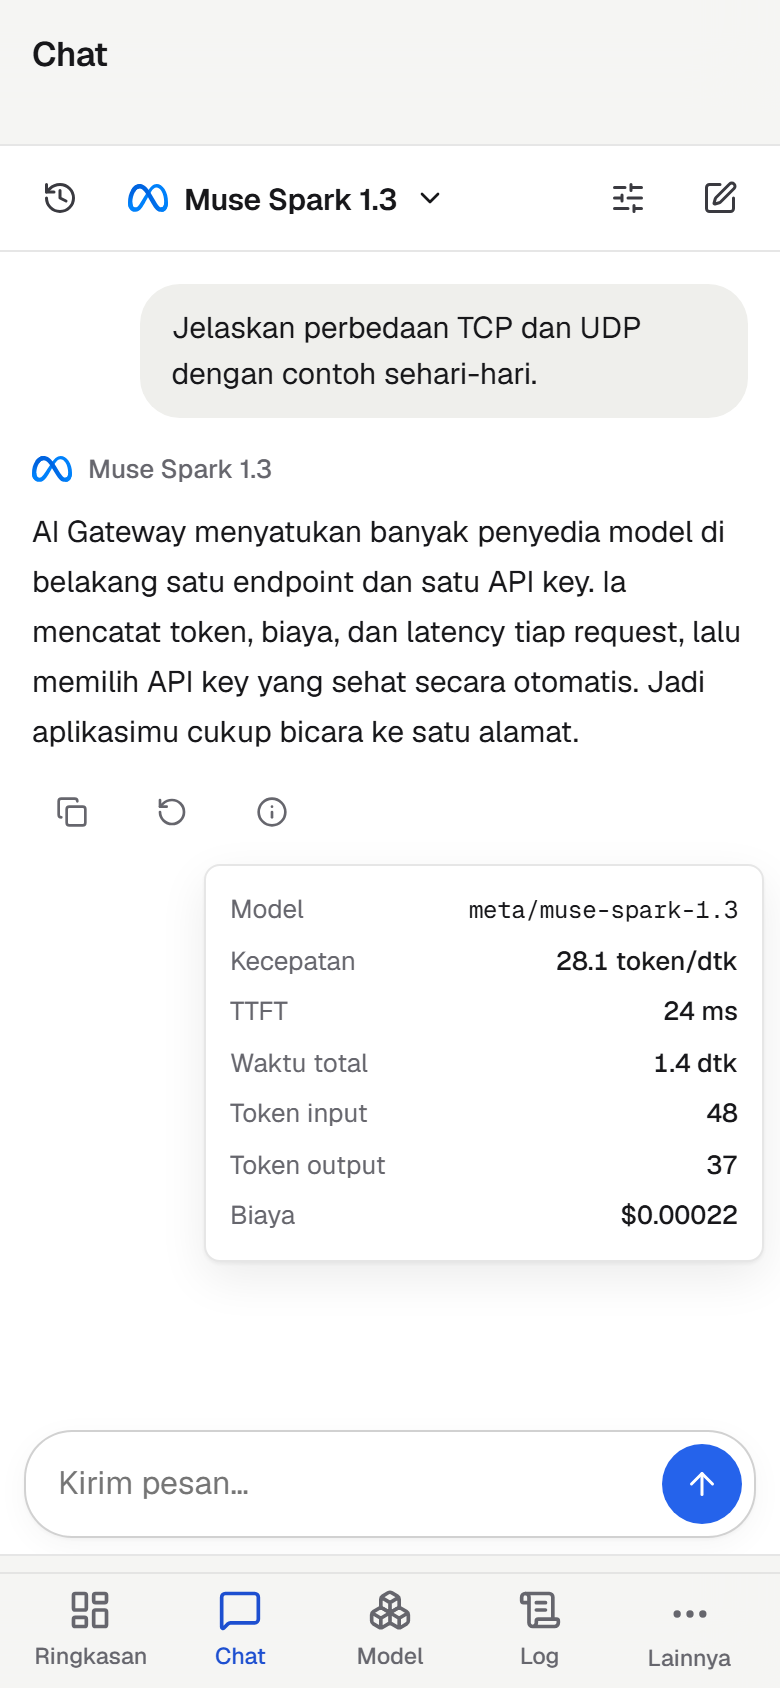 Chat
Muse Spark 1.3
Jelaskan perbedaan TCP dan UDP
dengan contoh sehari-hari.
Muse Spark 1.3
AI Gateway menyatukan banyak penyedia model di
belakang satu endpoint dan satu API key. Ia
mencatat token, biaya, dan latency tiap request, lalu
memilih API key yang sehat secara otomatis. Jadi
aplikasimu cukup bicara ke satu alamat.
Model meta/muse-spark-1.3
Kecepatan 28.1 token/dtk
TTFT 24 ms
Waktu total 1.4 dtk
Token input 48
Token output 37
Biaya $0.00022
Kirim pesan...
Ringkasan Chat Model Log Lainnya